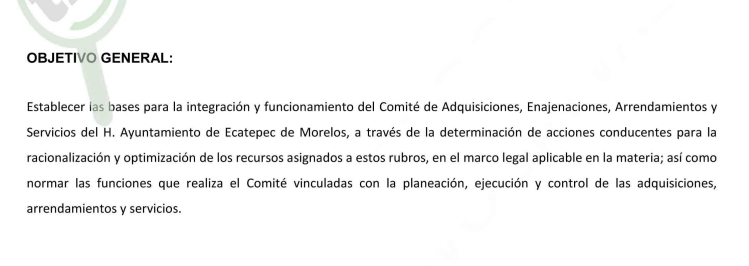 OBJETIVO GENERAL:
Establecer las bases para la integración y funcionamiento del Comité de Adquisiciones, Enajenaciones, Arrendamientos y
Servicios del H. Ayuntamiento de Ecatepec de Morelos, a través de la determinación de acciones conducentes para la
racionalización y optimización de los recursos asignados a estos rubros, en el marco legal aplicable en la materia; así como
normar las funciones que realiza el Comité vinculadas con la planeación, ejecución y control de las adquisiciones,
arrendamientos y servicios.